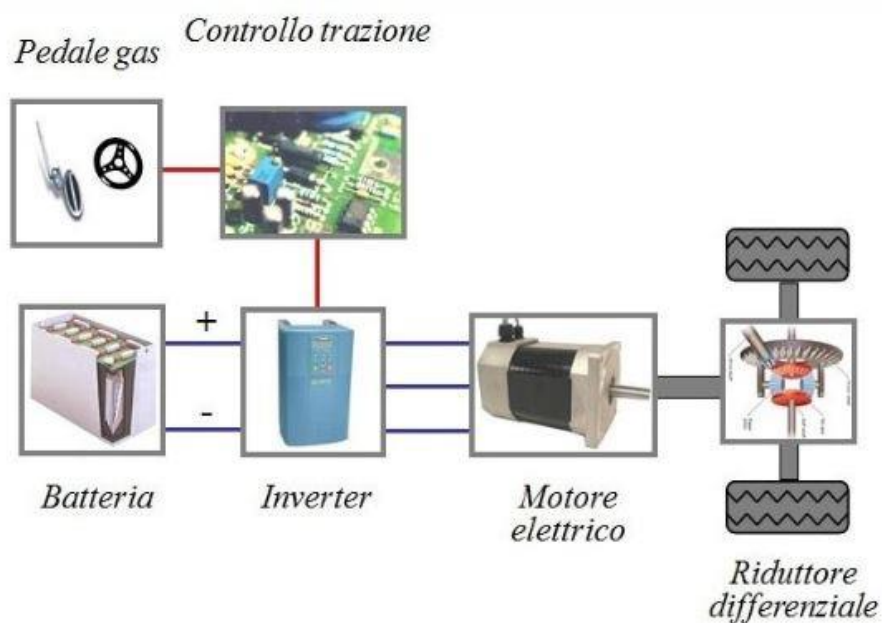 Controllo trazione
Pedale gas
+
-
Batteria
Inverter
Motore
elettrico
Riduttore
differenziale